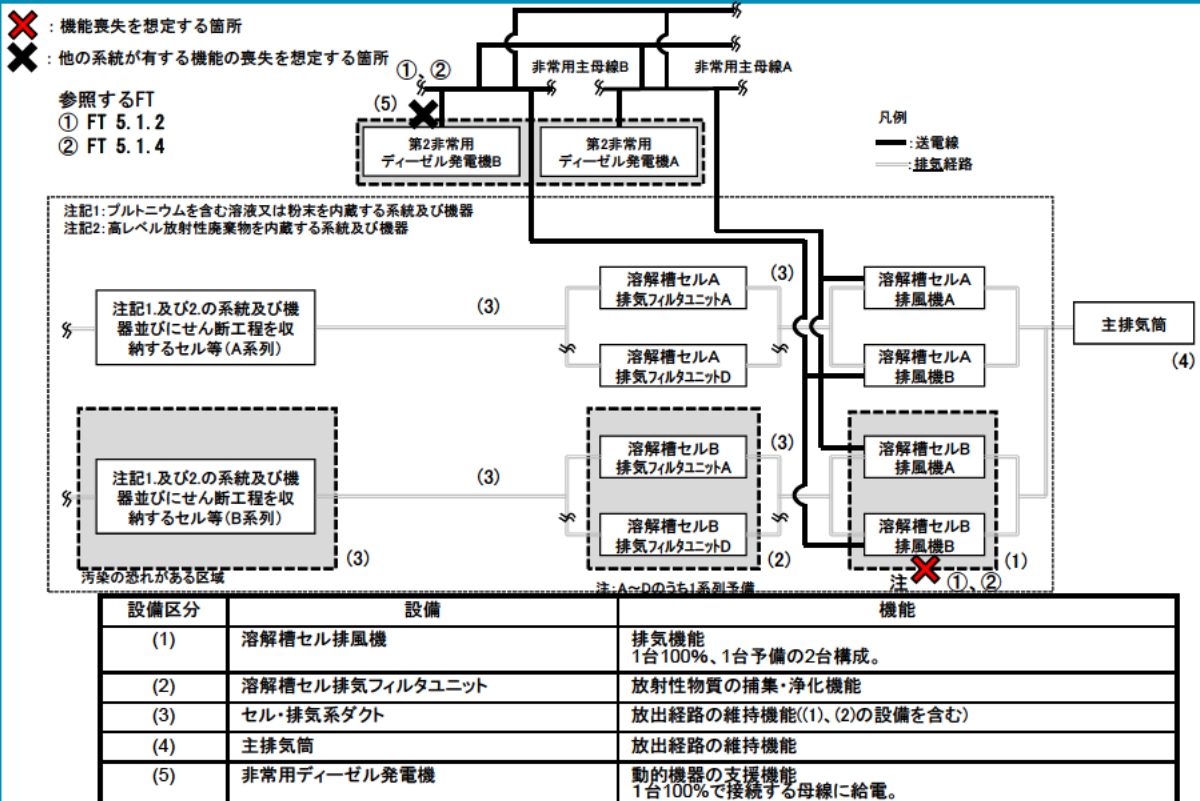 ：機能喪失を想定する箇所
：他の系統が有する機能の喪失を想定する箇所
参照するFT
① FT 5.1.2
② FT 5.1.4
①、②
非常用主母線B
非常用主母線A
(5)
第2非常用
ディーゼル発電機B
第2非常用
ディーゼル発電機A
凡例
：送電線
：排気経路
注記1：プルトニウムを含む溶液又は粉末を内蔵する系統及び機器
注記2：高レベル放射性廃棄物を内蔵する系統及び機器
注記1.及び2.の系統及び機
器並びにせん断工程を収
納するセル等(A系列)
(3)
溶解槽セルA
排気フィルタユニットA
(3)
溶解槽セルA
排気フィルタユニットD
溶解槽セルA
排風機A
溶解槽セルA
排風機B
主排気筒
(4)
注記1.及び2.の系統及び機
器並びにせん断工程を収
納するセル等(B系列)
(3)
汚染の恐れがある区域
(3)
溶解槽セルB
排気フィルタユニットA
(3)
溶解槽セルB
排気フィルタユニットD
(2)
注：A～Dのうち1系列予備
溶解槽セルB
排風機A
溶解槽セルB
排風機B
(1)
注 ①、②
設備区分 設備 機能
(1) 溶解槽セル排風機 排気機能
1台100%、1台予備の2台構成。
(2) 溶解槽セル排気フィルタユニット 放射性物質の捕集・浄化機能
(3) セル・排気系ダクト 放出経路の維持機能((1)、(2)の設備を含む)
(4) 主排気筒 放出経路の維持機能
(5) 非常用ディーゼル発電機 動的機器の支援機能
1台100%で接続する母線に給電。